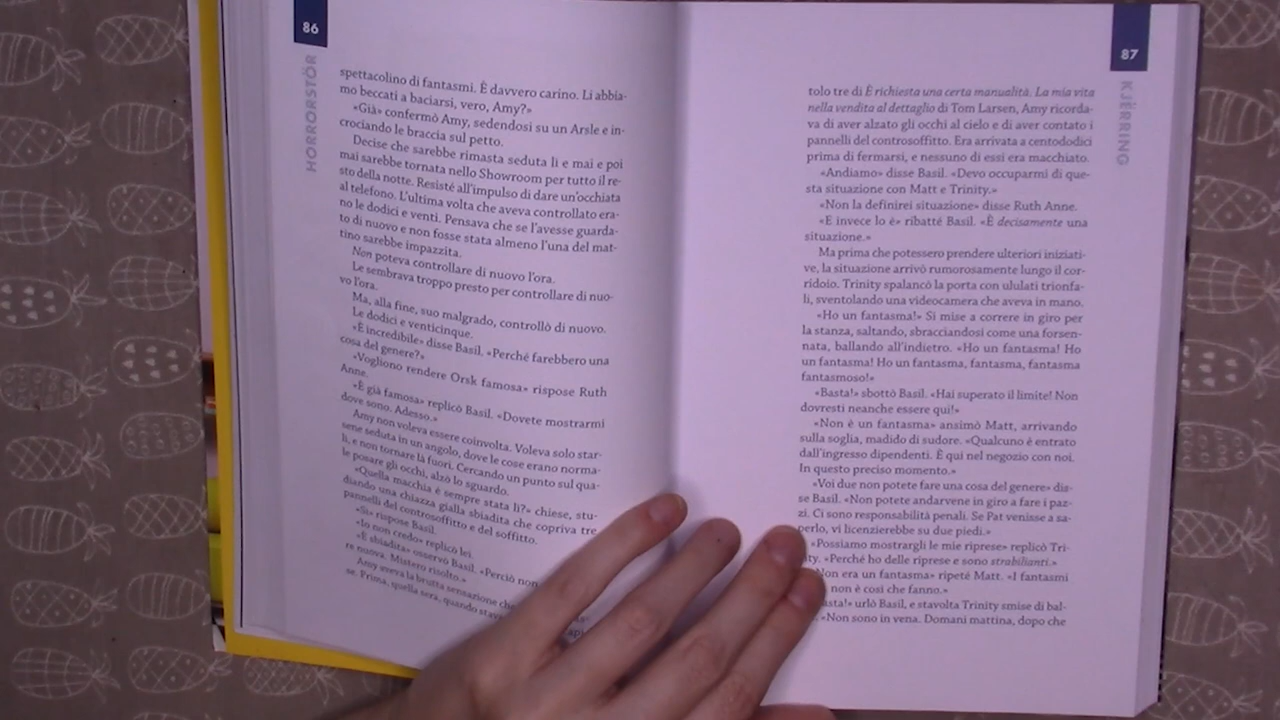 86
HORRORSTÖR
spettacolino di fantasmi. È davvero carino. Li abbia-
mo beccati a baciarsi, vero, Amy?»
«Già» confermò Amy, sedendosi su un Arsle e in-
crociando le braccia sul petto.
Decise che sarebbe rimasta seduta lì e mai e poi
mai sarebbe tornata nello Showroom per tutto il re-
sto della notte. Resisté all'impulso di dare un'occhiata
al telefono. L'ultima volta che aveva controllato era-
no le dodici e venti. Pensava che se l'avesse guarda-
to di nuovo e non fosse stata almeno l'una del mat-
tino sarebbe impazzita.
Non poteva controllare di nuovo l'ora.
Le sembrava troppo presto per controllare di nuo-
vo l'ora.
Ma, alla fine, suo malgrado, controllò di nuovo.
Le dodici e venticinque.
«È incredibile» disse Basil. «Perché farebbero una
cosa del genere?»
«Vogliono rendere Orsk famosa» rispose Ruth
Anne.
«È già famosa» replicò Basil. «Dovete mostrarmi
dove sono. Adesso.»
Amy non voleva essere coinvolta. Voleva solo star-
sene seduta in un angolo, dove le cose erano norma-
li, e non tornare là fuori. Cercando un punto sul qua-
le posare gli occhi, alzò lo sguardo.
«Quella macchia è sempre stata lì?» chiese, stu-
diando una chiazza gialla sbiadita che copriva tre
pannelli del controsoffitto e del soffitto.
«Sì» rispose Basil.
«Io non credo» replicò lei.
«È sbiadita» osservò Basil. «Perciò non
re nuova. Mistero risolto.»
Amy aveva la brutta sensazione che
se. Prima, quella sera, quando
87
KJËRRING
tolo tre di È richiesta una certa manualità. La mia vita
nella vendita al dettaglio di Tom Larsen, Amy ricorda-
va di aver alzato gli occhi al cielo e di aver contato i
pannelli del controsoffitto. Era arrivata a centododici
prima di fermarsi, e nessuno di essi era macchiato.
«Andiamo» disse Basil. «Devo occuparmi di que-
sta situazione con Matt e Trinity.»
«Non la definirei situazione» disse Ruth Anne.
«E invece lo è» ribatté Basil. «È decisamente una
situazione.»
Ma prima che potessero prendere ulteriori iniziati-
ve, la situazione arrivò rumorosamente lungo il cor-
ridoio. Trinity spalancò la porta con ululati trionfa-
li, sventolando una videocamera che aveva in mano.
«Ho un fantasma!» Si mise a correre in giro per
la stanza, saltando, sbracciandosi come una forsen-
nata, ballando all'indietro. «Ho un fantasma! Ho
un fantasma! Ho un fantasma, fantasma, fantasma
fantasmoso!»
«Basta!» sbottò Basil. «Hai superato il limite! Non
dovresti neanche essere qui!»
«Non è un fantasma» ansimò Matt, arrivando
sulla soglia, madido di sudore. «Qualcuno è entrato
dall'ingresso dipendenti. È qui nel negozio con noi.
In questo preciso momento.»
«Voi due non potete fare una cosa del genere» dis-
se Basil. «Non potete andarvene in giro a fare i paz-
zi. Ci sono responsabilità penali. Se Pat venisse a sa-
perlo, vi licenzierebbe su due piedi.»
«Possiamo mostrargli le mie riprese» replicò Tri-
ity. «Perché ho delle riprese e sono strabilianti.»
Non era un fantasma» ripeté Matt. «I fantasmi
non è così che fanno.»
asta!» urlò Basil, e stavolta Trinity smise di bal-
«Non sono in vena. Domani mattina, dopo che